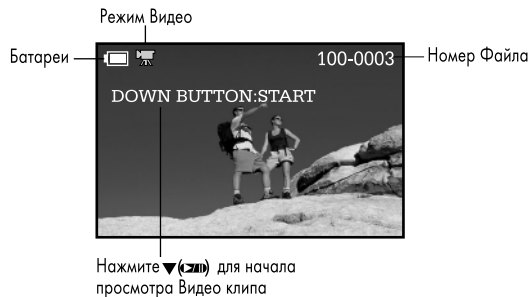 Режим Видео
Батареи
100-0003
Номер Файла
DOWN BUTTON:START
Нажмите ▼( ) для начала
просмотра Видео клипа